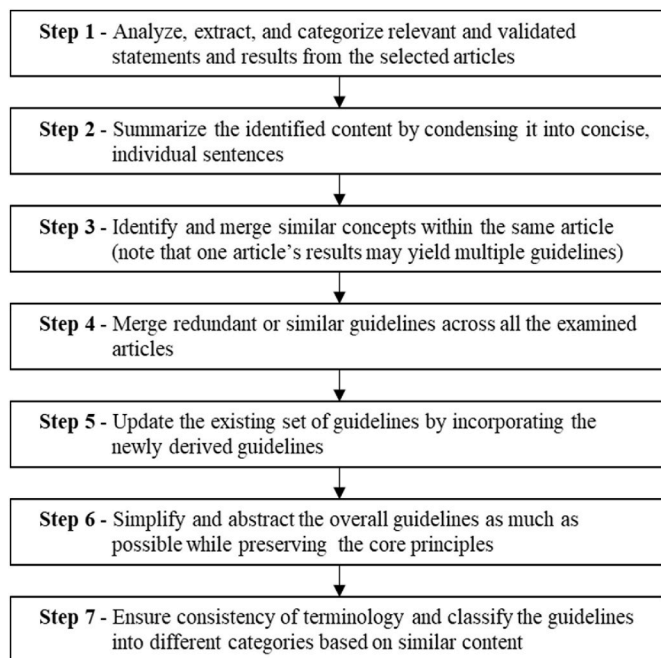 Step 1 - Analyze, extract, and categorize relevant and validated
statements and results from the selected articles
Step 2 - Summarize the identified content by condensing it into concise,
individual sentences
Step 3 - Identify and merge similar concepts within the same article
(note that one article’s results may yield multiple guidelines)
Step 4 - Merge redundant or similar guidelines across all the examined
articles
Step 5 - Update the existing set of guidelines by incorporating the
newly derived guidelines
Step 6 - Simplify and abstract the overall guidelines as much as
possible while preserving the core principles
Step 7 - Ensure consistency of terminology and classify the guidelines
into different categories based on similar content